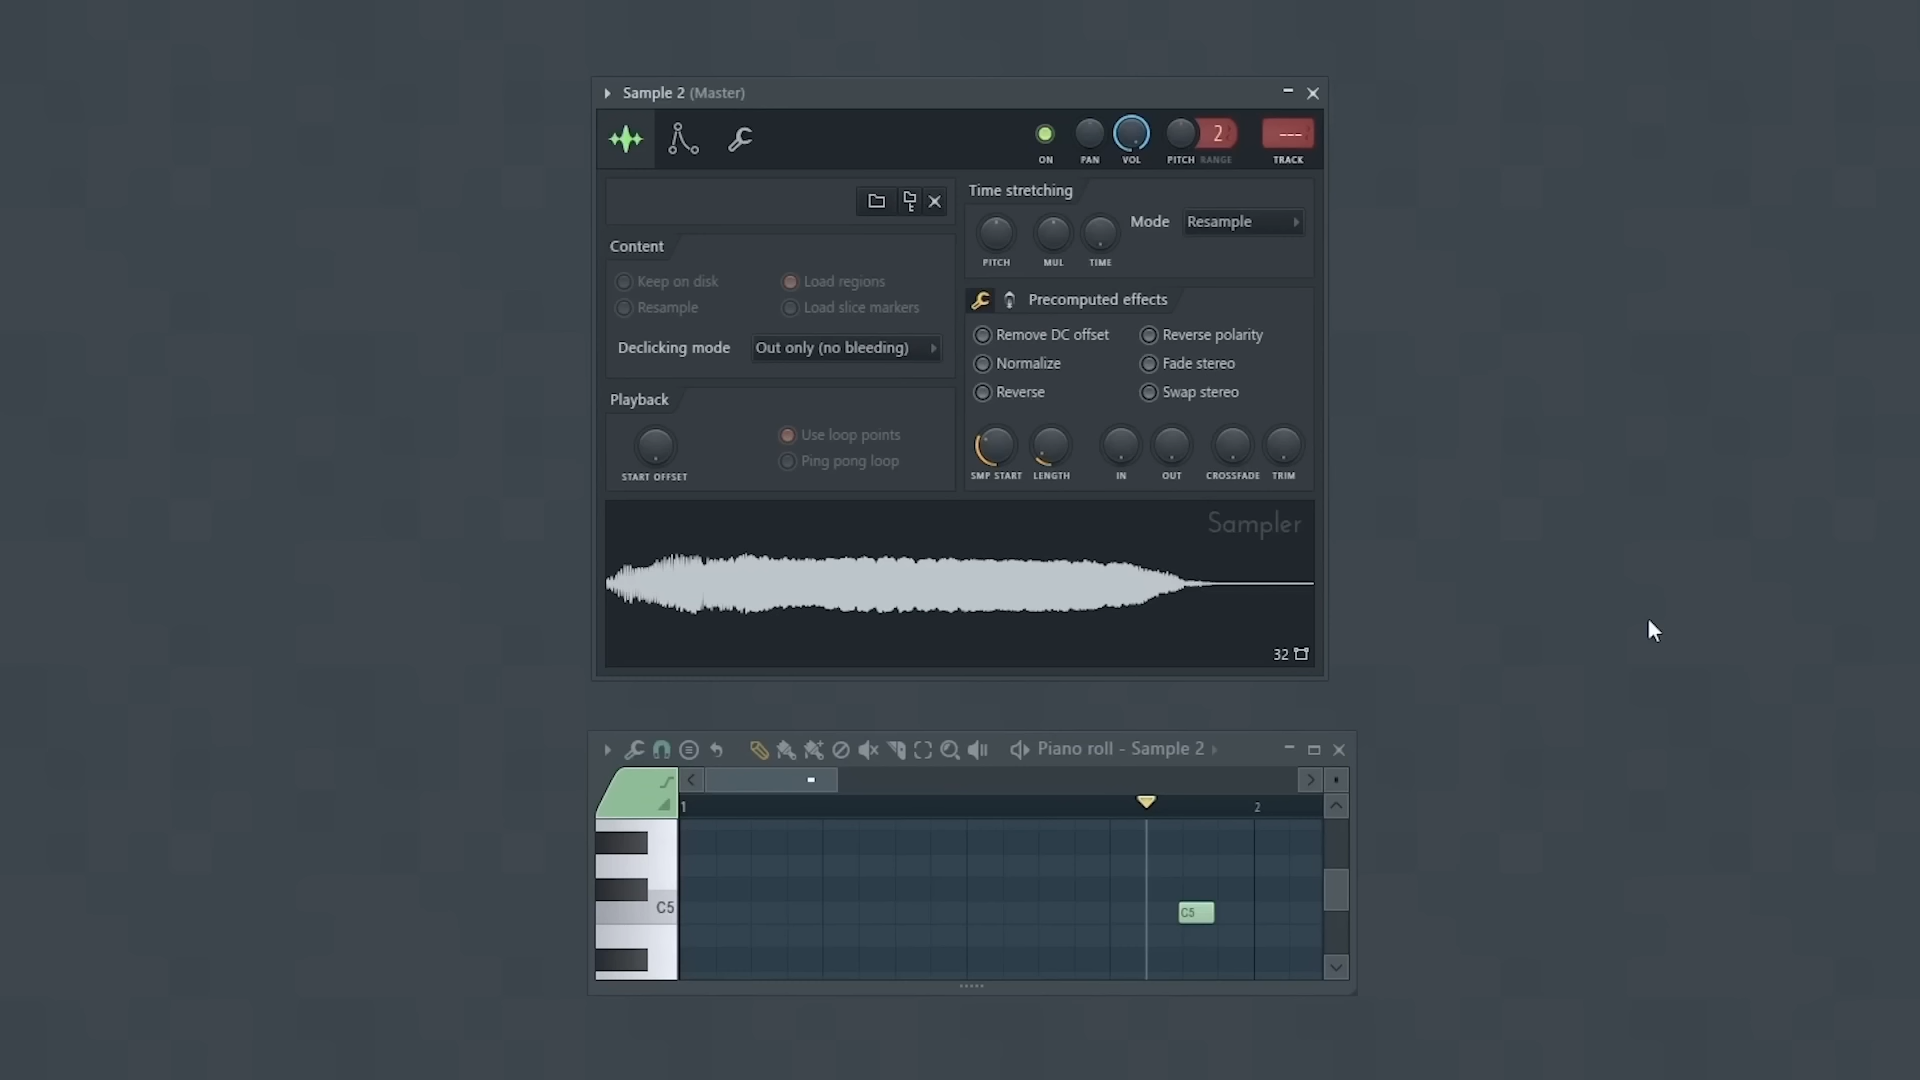 Sample 2 (Master)
ON PAN VOL PITCH RANGE 2 --- TRACK
Time stretching
PITCH MUL TIME
Mode Resample
Content
Keep on disk Load regions
Resample Load slice markers
Declicking mode Out only (no bleeding)
Precomputed effects
Remove DC offset Reverse polarity
Normalize Fade stereo
Reverse Swap stereo
Playback
START OFFSET
Use loop points
Ping pong loop
SMP START LENGTH IN OUT CROSSFADE TRIM
Sampler
32
Piano roll - Sample 2
1 2
C5
C5